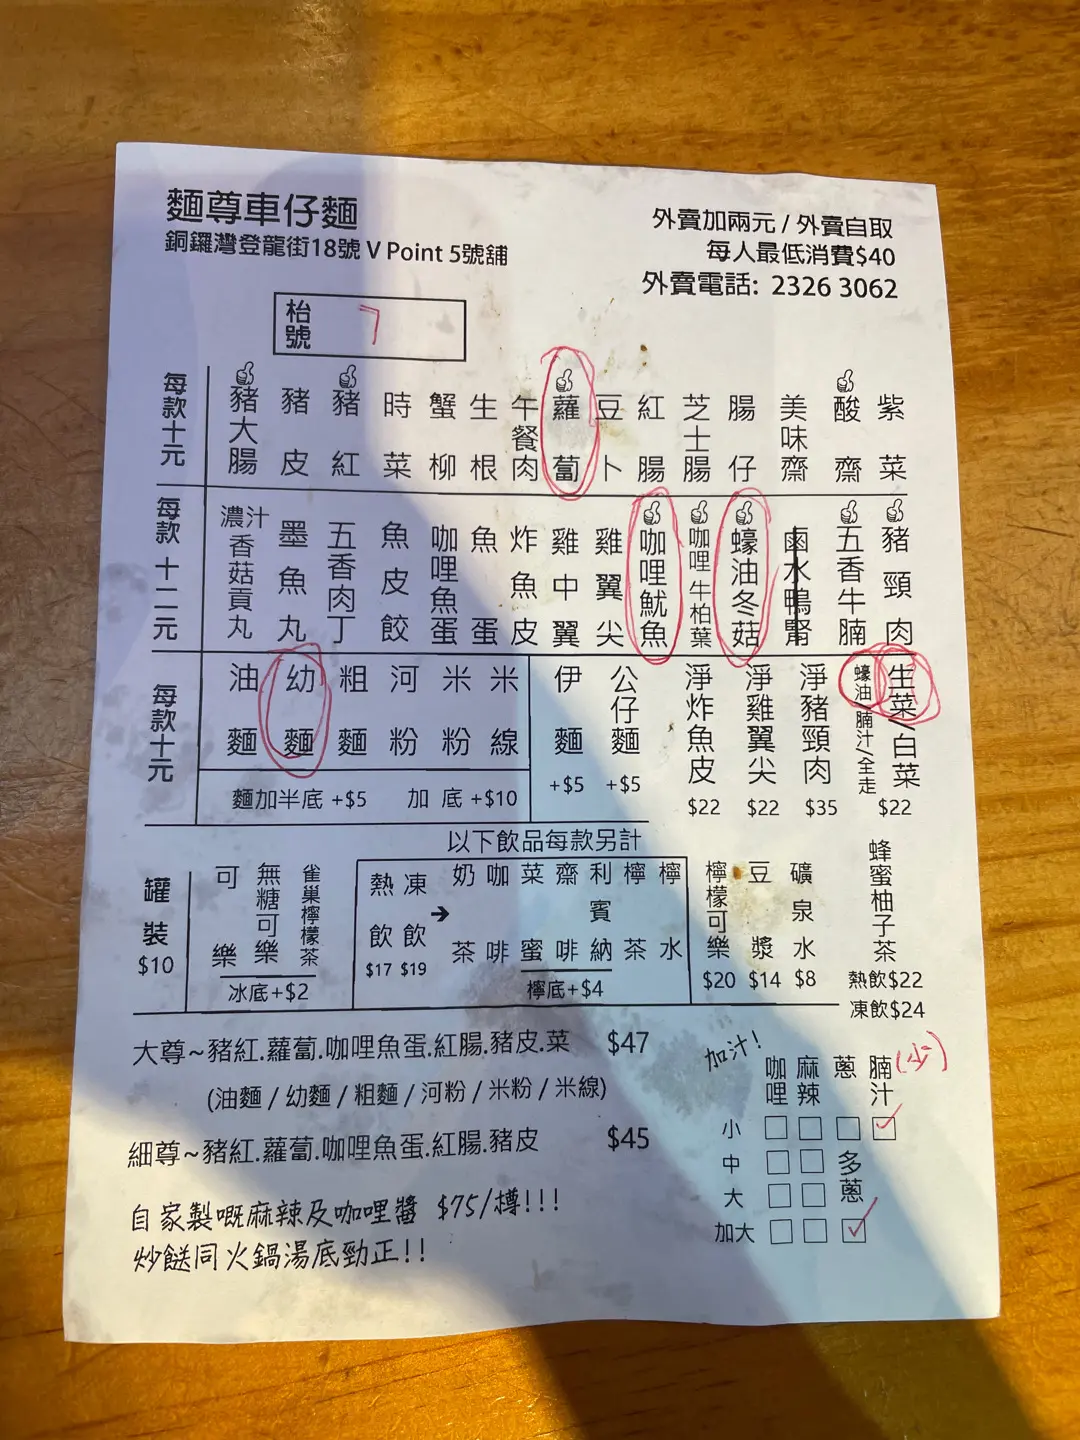 麵尊車仔麵
銅鑼灣登龍街18號 V Point 5號舖
外賣加兩元 / 外賣自取
每人最低消費$40
外賣電話: 2326 3062
枱號 7
每款十元
豬大腸
豬皮
豬紅
時菜
蟹柳
生根
午餐肉
蘿蔔
豆卜
紅腸
芝士腸
腸仔
美味齋
酸齋
紫菜
每款十二元
濃汁香菇貢丸
墨魚丸
五香肉丁
魚皮餃
咖哩魚蛋
魚蛋
炸魚皮
雞中翼
雞翼尖
咖哩魷魚
咖哩牛柏葉
蠔油冬菇
鹵水鴨腎
五香牛腩
豬頸肉
每款十元
油麵
幼麵
粗麵
河粉
米粉
米線
麵加半底 +$5 加底 +$10
伊麵 +$5
公仔麵 +$5
淨炸魚皮 $22
淨雞翼尖 $22
淨豬頸肉 $35
蠔油/腩汁/全走
生菜/白菜 $22
以下飲品每款另計
罐裝 $10
可樂
無糖可樂
雀巢檸檬茶
冰底+$2
熱飲 $17
凍飲 $19
→
奶茶
咖啡
菜蜜
齋啡
利賓納
檸茶
檸水
檸底+$4
檸檬可樂 $20
豆漿 $14
礦泉水 $8
蜂蜜柚子茶
熱飲$22
凍飲$24
大尊~豬紅.蘿蔔.咖哩魚蛋.紅腸.豬皮.菜 $47
(油麵 / 幼麵 / 粗麵 / 河粉 / 米粉 / 米線)
細尊~豬紅.蘿蔔.咖哩魚蛋.紅腸.豬皮 $45
自家製嘅麻辣及咖哩醬 $75/樽!!!
炒餸同火鍋湯底勁正!!
加汁!
咖哩 麻辣 蔥 腩汁 (少)
小
中 多蔥
大
加大